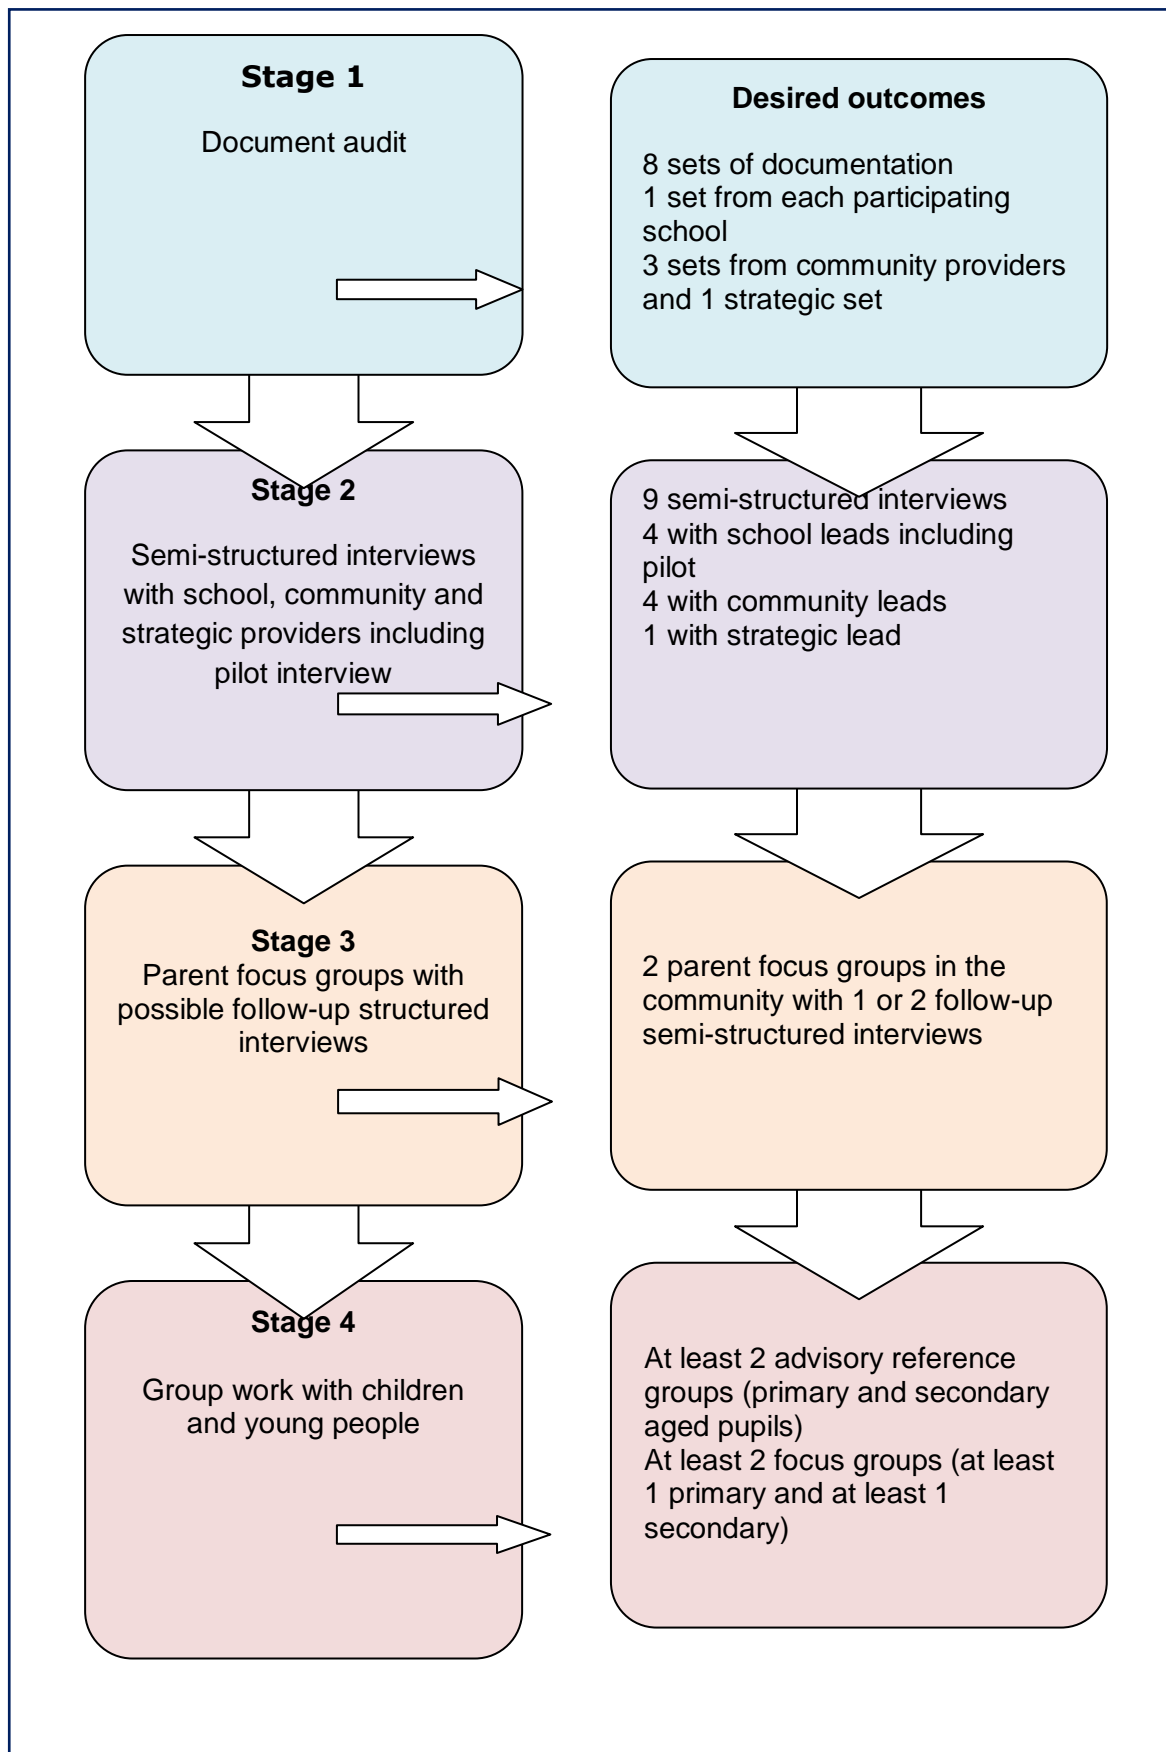 Stage 1
Document audit
Desired outcomes
8 sets of documentation
1 set from each participating
school
3 sets from community providers
and 1 strategic set
Stage 2
Semi-structured interviews
with school, community and
strategic providers including
pilot interview
9 semi-structured interviews
4 with school leads including
pilot
4 with community leads
1 with strategic lead
Stage 3
Parent focus groups with
possible follow-up structured
interviews
2 parent focus groups in the
community with 1 or 2 follow-up
semi-structured interviews
Stage 4
Group work with children
and young people
At least 2 advisory reference
groups (primary and secondary
aged pupils)
At least 2 focus groups (at least
1 primary and at least 1
secondary)